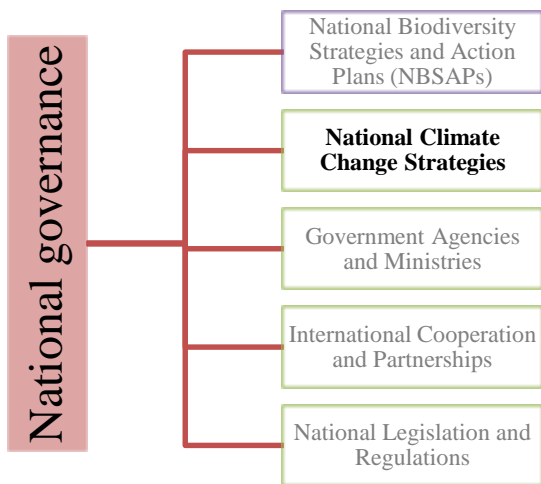 National governance
National Biodiversity
Strategies and Action
Plans (NBSAPs)
National Climate
Change Strategies
Government Agencies
and Ministries
International Cooperation
and Partnerships
National Legislation and
Regulations